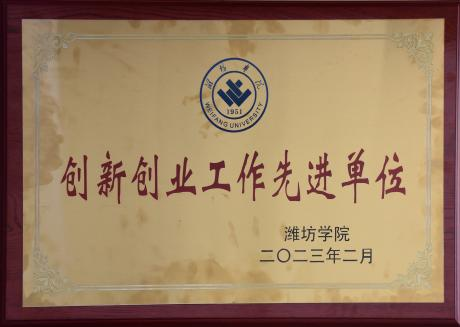 潍坊学院
1951
WEIFANG UNIVERSITY
创新创业工作先进单位
潍坊学院
二〇二三年二月